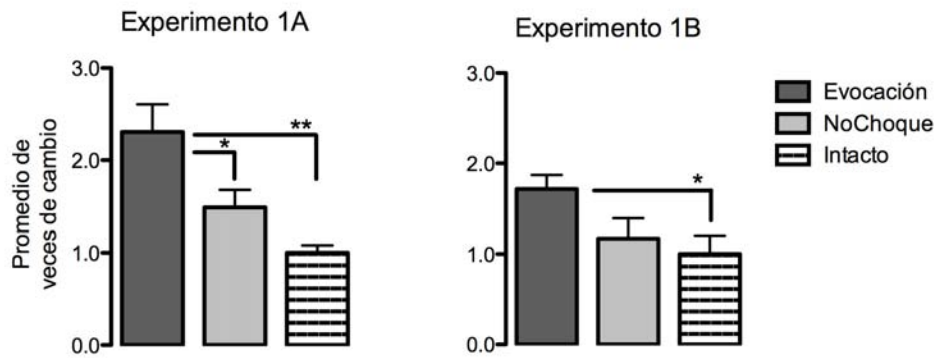 Experimento 1A
Promedio de
veces de cambio
3.0
2.0
1.0
0.0
*
**
Experimento 1B
3.0
2.0
1.0
0.0
*
Evocación
NoChoque
Intacto